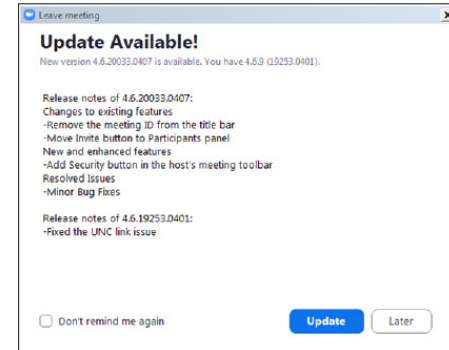 Leave meeting
Update Available!
New version 4.6.20033.0407 is available. You have 4.6.9 (19253.0401).
Release notes of 4.6.20033.0407:
Changes to existing features
-Remove the meeting ID from the title bar
-Move Invite button to Participants panel
New and enhanced features
-Add Security button in the host's meeting toolbar
Resolved Issues
-Minor Bug Fixes
Release notes of 4.6.19253.0401:
-Fixed the UNC link issue
Don't remind me again
Update
Later